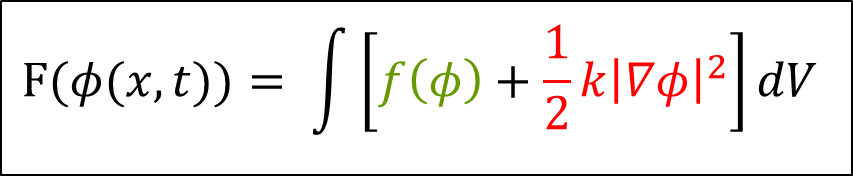 F(ϕ(x, t)) = ∫ [f(ϕ) + 1/2 k|∇ϕ|²] dV